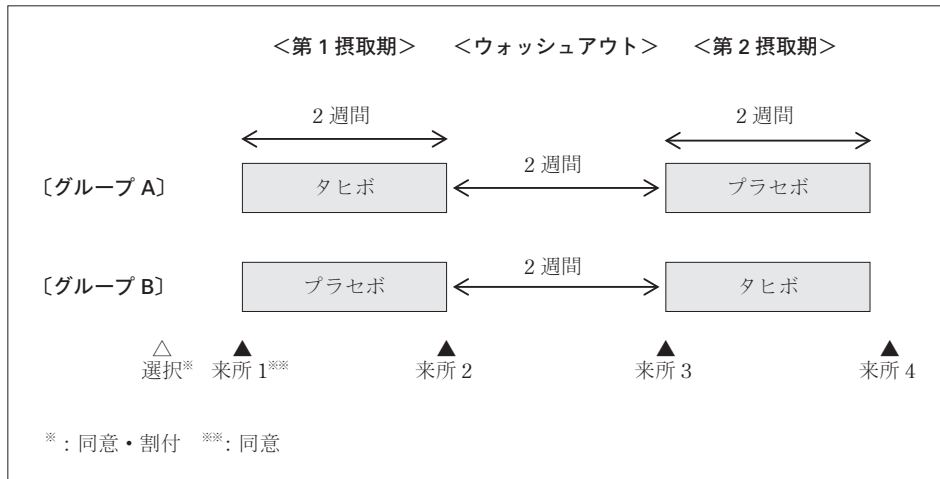 <第1摂取期> <ウォッシュアウト> <第2摂取期>
2週間 2週間
〔グループA〕 タヒボ 2週間 プラセボ
〔グループB〕 プラセボ 2週間 タヒボ
△ ▲ ▲ ▲ ▲
選択※ 来所1※※ 来所2 来所3 来所4
※:同意・割付 ※※:同意